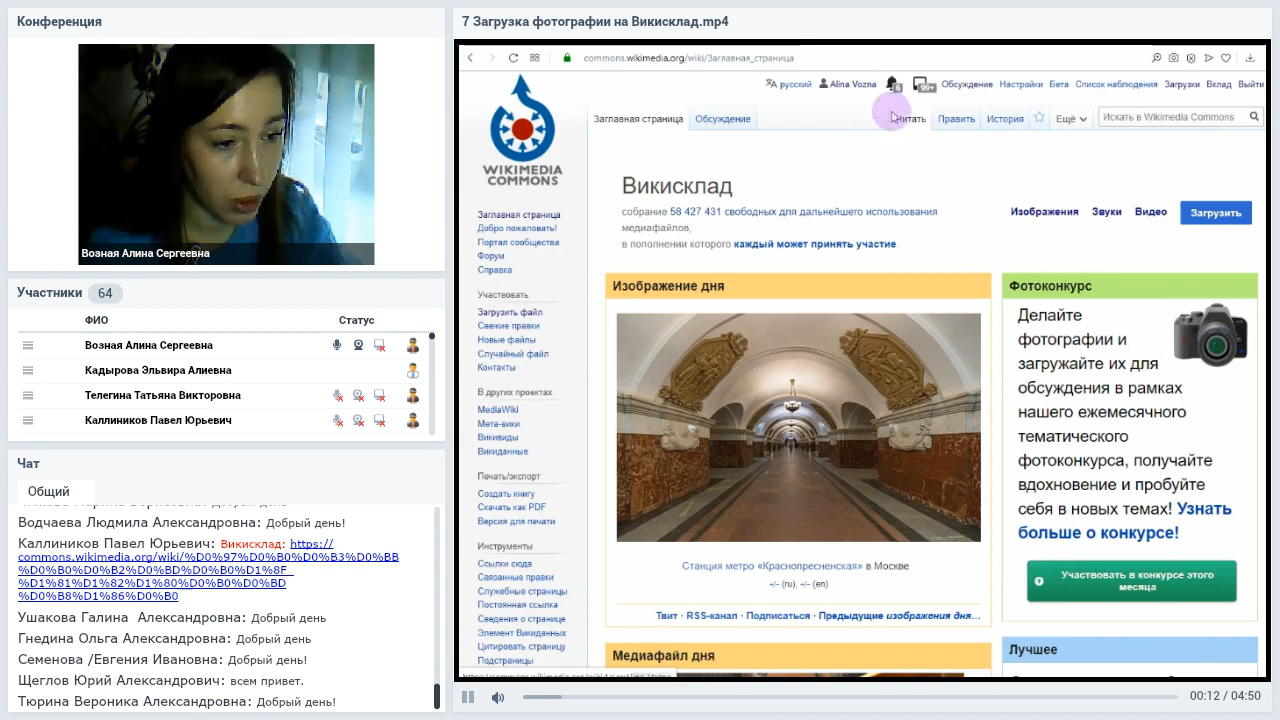 Конференция
Возная Алина Сергеевна
Участники 64
ФИО Статус
Возная Алина Сергеевна
Кадырова Эльвира Алиевна
Телегина Татьяна Викторовна
Каллиников Павел Юрьевич
Чат
Общий
Водчаева Людмила Александровна: Добрый день!
Каллиников Павел Юрьевич: Викисклад: https://
commons.wikimedia.org/wiki/%D0%97%D0%B0%D0%B3%D0%BB
%D0%B0%D0%B2%D0%BD%D0%B0%D1%8F_
%D1%81%D1%82%D1%80%D0%B0%D0%BD
%D0%B8%D1%86%D0%B0
Ушакова Галина Александровна: Добрый день
Гнедина Ольга Александровна: Добрый день
Семенова /Евгения Ивановна: Добрый день!
Щеглов Юрий Александрович: всем привет.
Тюрина Вероника Александровна: Добрый день!
7 Загрузка фотографии на Викисклад.mp4
commons.wikimedia.org/wiki/Заглавная_страница
русский Alina Vozna 6 99+ Обсуждение Настройки Бета Список наблюдения Загрузки Вклад Выйти
Заглавная страница Обсуждение Читать Править История Ещё Искать в Wikimedia Commons
WIKIMEDIA
COMMONS
Заглавная страница
Добро пожаловать!
Портал сообщества
Форум
Справка
Участвовать
Загрузить файл
Свежие правки
Новые файлы
Случайный файл
Контакты
В других проектах
MediaWiki
Мета-вики
Викивиды
Викиданные
Печать/экспорт
Создать книгу
Скачать как PDF
Версия для печати
Инструменты
Ссылки сюда
Связанные правки
Служебные страницы
Постоянная ссылка
Сведения о странице
Элемент Викиданных
Цитировать страницу
Подстраницы
Викисклад
собрание 58 427 431 свободных для дальнейшего использования
медиафайлов,
в пополнении которого каждый может принять участие.
Изображения Звуки Видео Загрузить
Изображение дня
Станция метро «Краснопресненская» в Москве
+/− (ru), +/− (en)
Твит · RSS-канал · Подписаться · Предыдущие изображения дня…
Медиафайл дня
Фотоконкурс
Делайте
фотографии и
загружайте их для
обсуждения в рамках
нашего ежемесячного
тематического
фотоконкурса, получайте
вдохновение и пробуйте
себя в новых темах! Узнать
больше о конкурсе!
Участвовать в конкурсе этого
месяца
Лучшее
00:12 / 04:50